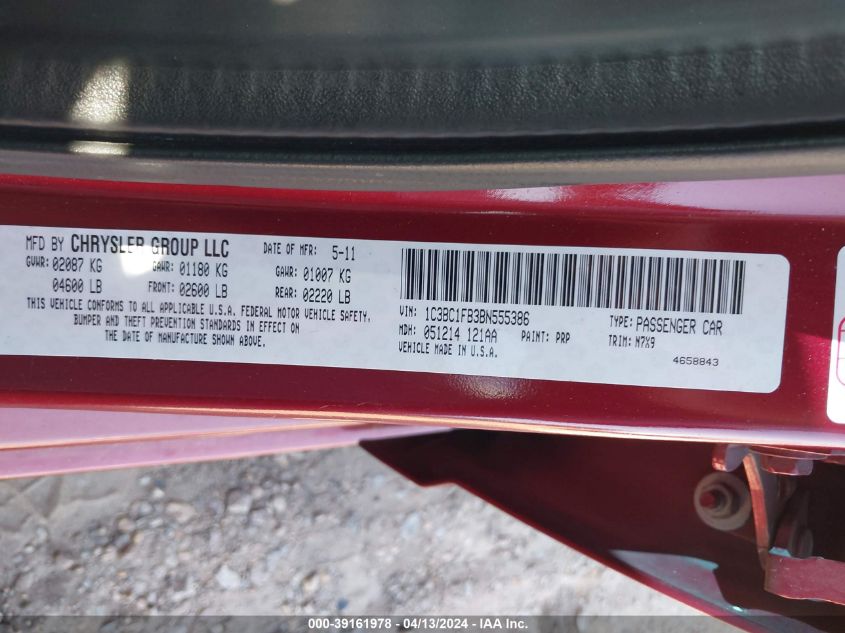 MFD BY CHRYSLER GROUP LLC DATE OF MFR: 5-11
GVWR: 02087 KG GAWR: 01180 KG GAWR: 01007 KG
04600 LB FRONT: 02600 LB REAR: 02220 LB
THIS VEHICLE CONFORMS TO ALL APPLICABLE U.S.A. FEDERAL MOTOR VEHICLE SAFETY,
BUMPER AND THEFT PREVENTION STANDARDS IN EFFECT ON
THE DATE OF MANUFACTURE SHOWN ABOVE.
VIN: 1C3BC1FB3BN555386 TYPE: PASSENGER CAR
MDH: 051214 121AA PAINT: PRP TRIM: N7X9
VEHICLE MADE IN U.S.A. 4658843
000-39161978 - 04/13/2024 - IAA Inc.